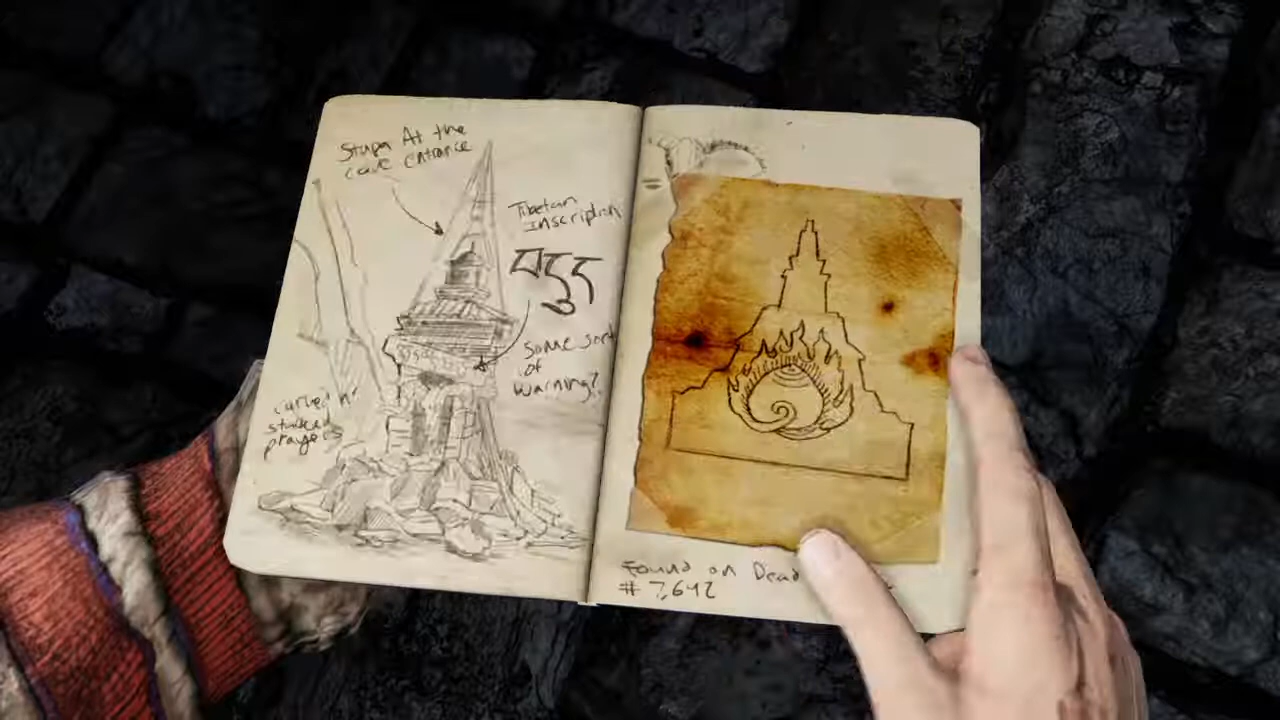 Stupa At the
cave entrance
Tibetan
Inscription
བདུད
Some sort
of
warning?
carved n'
stacked
prayers
Found on Dead
# 7,642